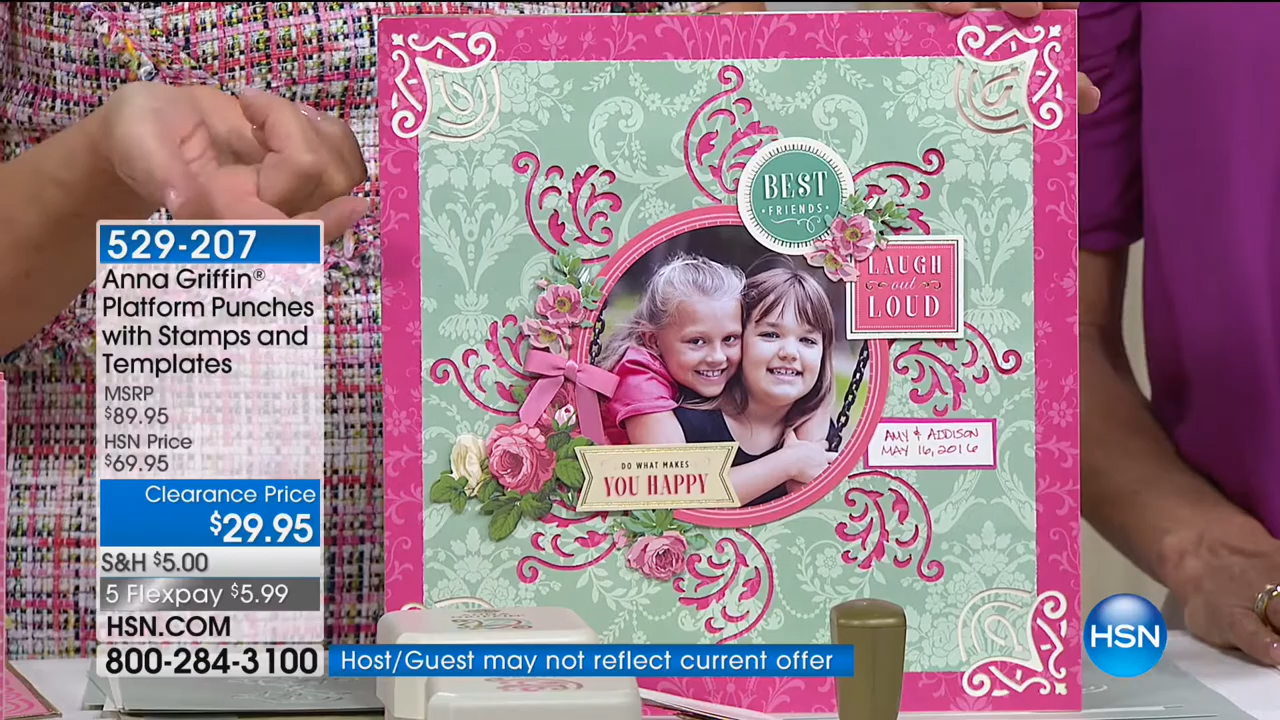 BEST
FRIENDS
LAUGH
out
LOUD
AMY & ADDISON
MAY 16, 2016
DO WHAT MAKES
YOU HAPPY
529-207
Anna Griffin®
Platform Punches
with Stamps and
Templates
MSRP
$89.95
HSN Price
$69.95
Clearance Price
$29.95
S&H $5.00
5 Flexpay $5.99
HSN.COM
800-284-3100
Host/Guest may not reflect current offer
HSN